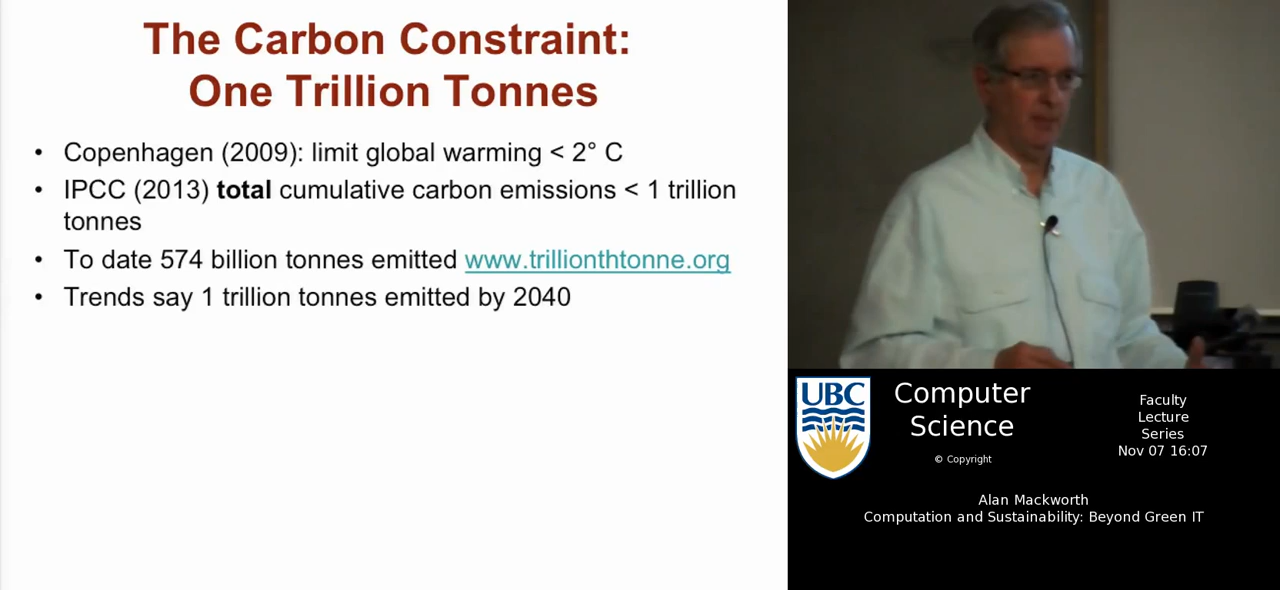 The Carbon Constraint:
One Trillion Tonnes
• Copenhagen (2009): limit global warming < 2° C
• IPCC (2013) total cumulative carbon emissions < 1 trillion
tonnes
• To date 574 billion tonnes emitted www.trillionthtonne.org
• Trends say 1 trillion tonnes emitted by 2040
UBC
Computer
Science
© Copyright
Faculty
Lecture
Series
Nov 07 16:07
Alan Mackworth
Computation and Sustainability: Beyond Green IT